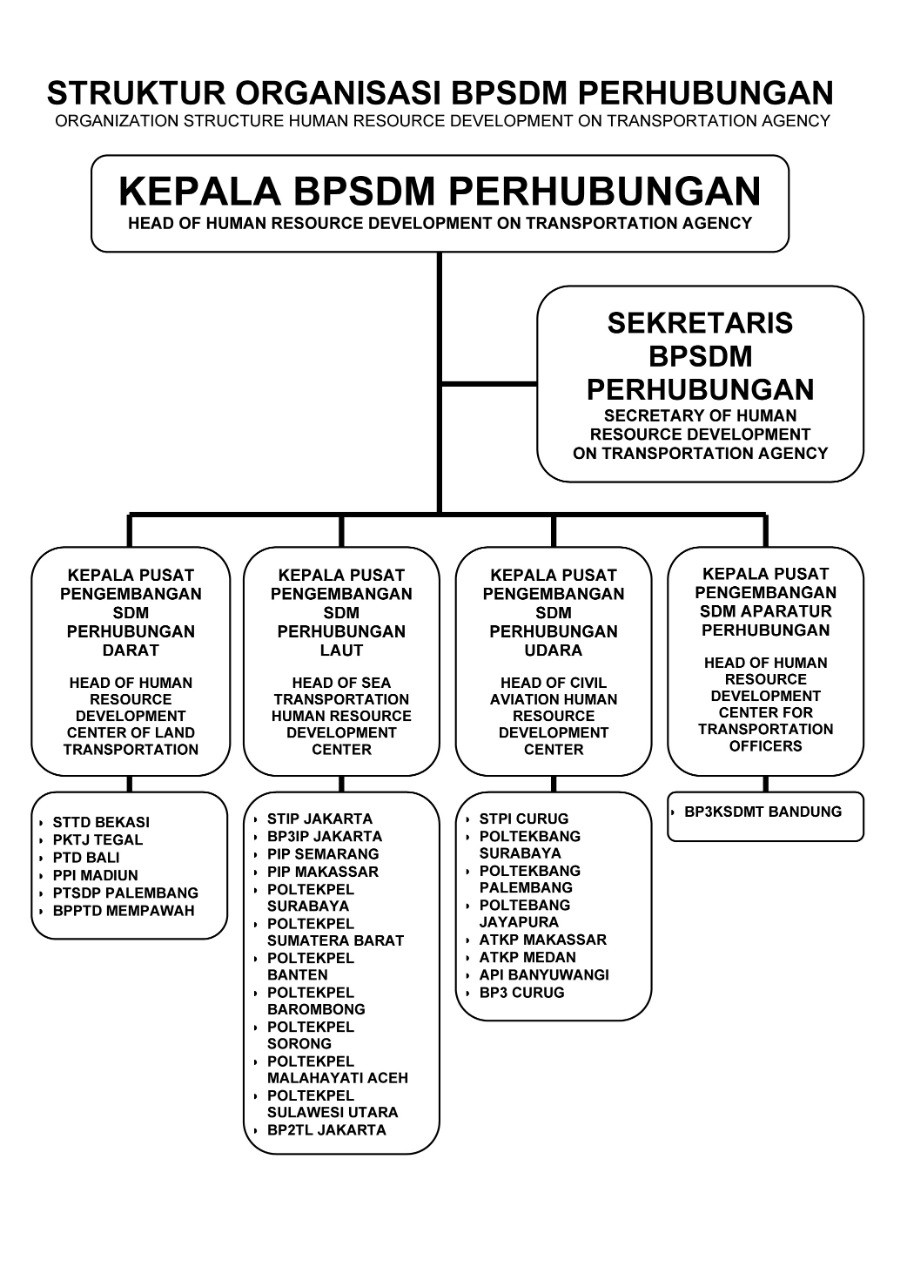 STRUKTUR ORGANISASI BPSDM PERHUBUNGAN
ORGANIZATION STRUCTURE HUMAN RESOURCE DEVELOPMENT ON TRANSPORTATION AGENCY
KEPALA BPSDM PERHUBUNGAN
HEAD OF HUMAN RESOURCE DEVELOPMENT ON TRANSPORTATION AGENCY
SEKRETARIS
BPSDM
PERHUBUNGAN
SECRETARY OF HUMAN
RESOURCE DEVELOPMENT
ON TRANSPORTATION AGENCY
KEPALA PUSAT
PENGEMBANGAN
SDM
PERHUBUNGAN
DARAT
HEAD OF HUMAN
RESOURCE
DEVELOPMENT
CENTER OF LAND
TRANSPORTATION
STTD BEKASI
PKTJ TEGAL
PTD BALI
PPI MADIUN
PTSDP PALEMBANG
BPPTD MEMPAWAH
KEPALA PUSAT
PENGEMBANGAN
SDM
PERHUBUNGAN
LAUT
HEAD OF SEA
TRANSPORTATION
HUMAN RESOURCE
DEVELOPMENT
CENTER
STIP JAKARTA
BP3IP JAKARTA
PIP SEMARANG
PIP MAKASSAR
POLTEKPEL
SURABAYA
POLTEKPEL
SUMATERA BARAT
POLTEKPEL
BANTEN
POLTEKPEL
BAROMBONG
POLTEKPEL
SORONG
POLTEKPEL
MALAHAYATI ACEH
POLTEKPEL
SULAWESI UTARA
BP2TL JAKARTA
KEPALA PUSAT
PENGEMBANGAN
SDM
PERHUBUNGAN
UDARA
HEAD OF CIVIL
AVIATION HUMAN
RESOURCE
DEVELOPMENT
CENTER
STPI CURUG
POLTEKBANG
SURABAYA
POLTEKBANG
PALEMBANG
POLTEBANG
JAYAPURA
ATKP MAKASSAR
ATKP MEDAN
API BANYUWANGI
BP3 CURUG
KEPALA PUSAT
PENGEMBANGAN
SDM APARATUR
PERHUBUNGAN
HEAD OF HUMAN
RESOURCE
DEVELOPMENT
CENTER FOR
TRANSPORTATION
OFFICERS
BP3KSDMT BANDUNG